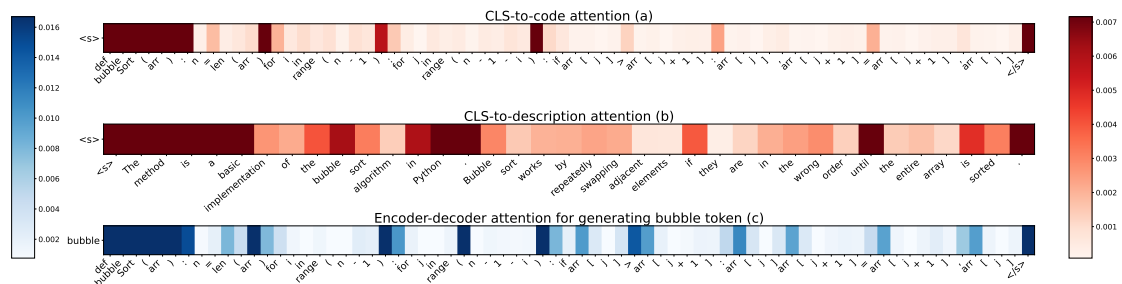 CLS-to-code attention (a)
<s>
def bubble Sort ( arr ) : n = len ( arr ) for i in range ( n - 1 ) : for j in range ( n - 1 - i ) : if arr [ j ] > arr [ j + 1 ] : arr [ j ] , arr [ j + 1 ] = arr [ j + 1 ] , arr [ j ] </s>
CLS-to-description attention (b)
<s>
<s> The method is a basic implementation of the bubble sort algorithm in Python . Bubble sort works by repeatedly swapping adjacent elements if they are in the wrong order until the entire array is sorted .
Encoder-decoder attention for generating bubble token (c)
bubble
def bubble Sort ( arr ) : n = len ( arr ) for i in range ( n - 1 ) : for j in range ( n - 1 - i ) : if arr [ j ] > arr [ j + 1 ] : arr [ j ] , arr [ j + 1 ] = arr [ j + 1 ] , arr [ j ] </s>
0.016
0.014
0.012
0.010
0.008
0.006
0.004
0.002
0.007
0.006
0.005
0.004
0.003
0.002
0.001